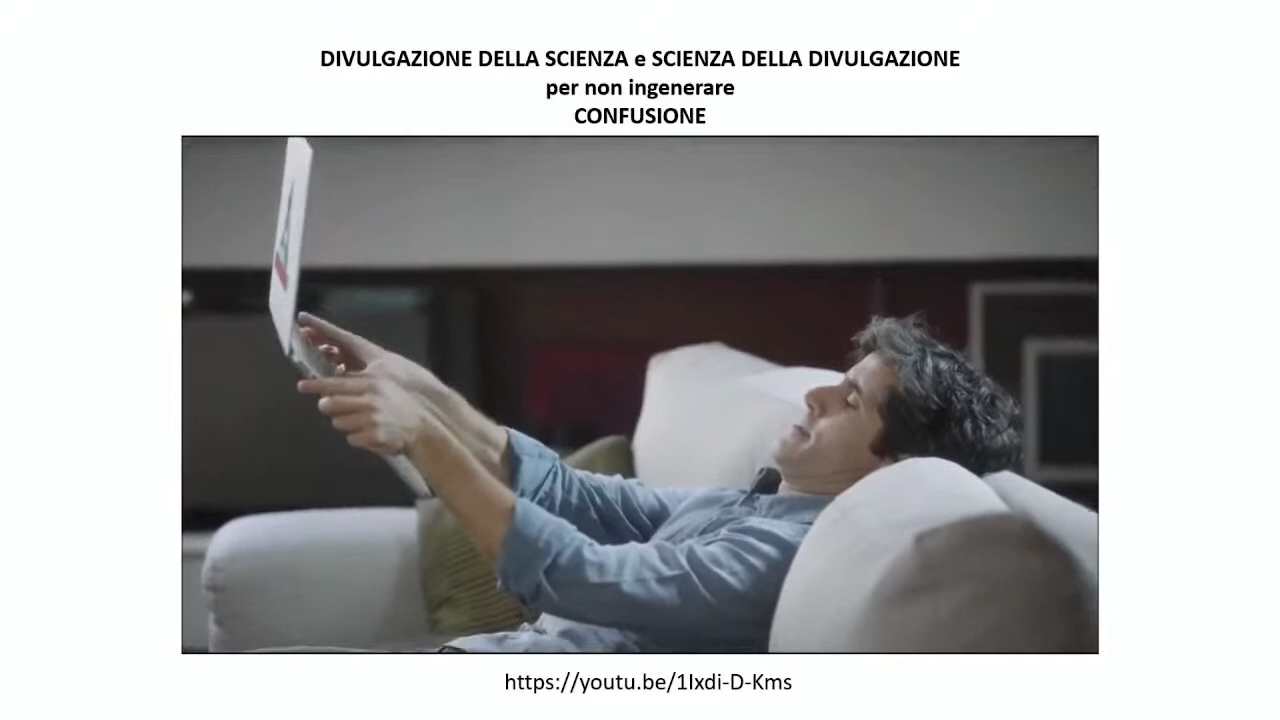 DIVULGAZIONE DELLA SCIENZA e SCIENZA DELLA DIVULGAZIONE
per non ingenerare
CONFUSIONE
https://youtu.be/1Ixdi-D-Kms